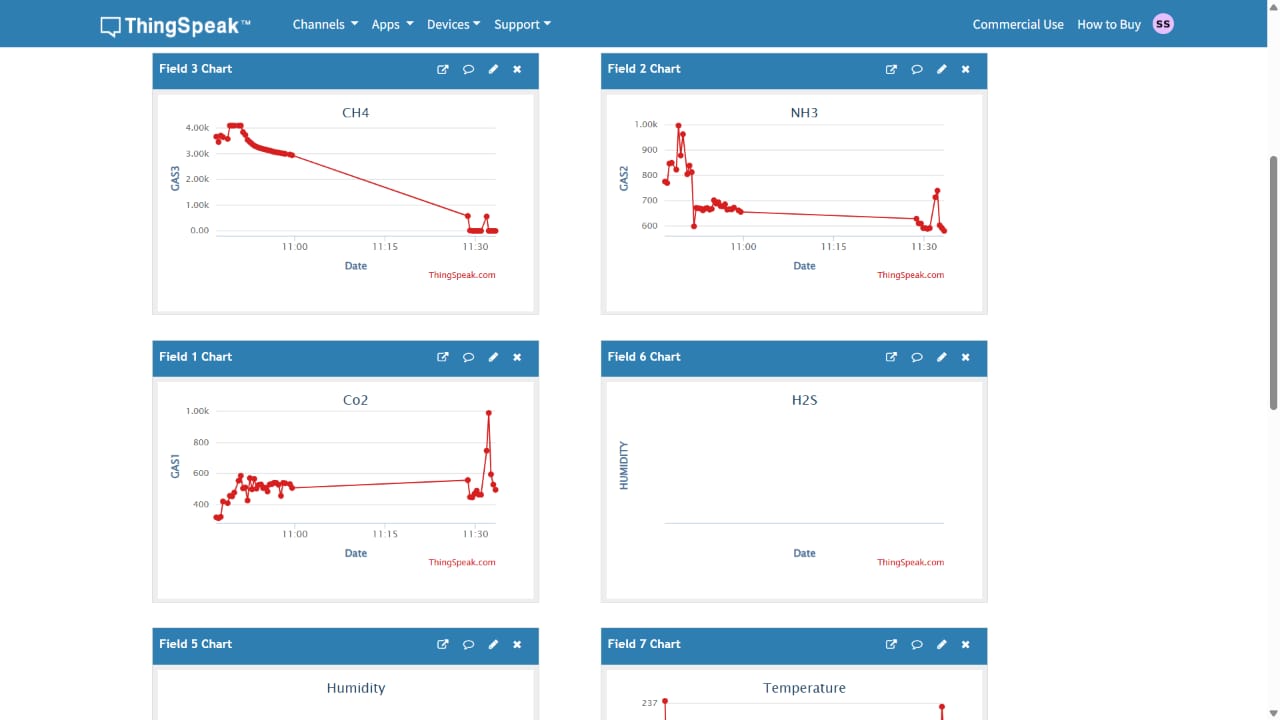 ThingSpeak™ Channels Apps Devices Support Commercial Use How to Buy SS
Field 3 Chart
CH4
4.00k
3.00k
2.00k
1.00k
0.00
GAS3
11:00 11:15 11:30
Date
ThingSpeak.com
Field 2 Chart
NH3
1.00k
900
800
700
600
GAS2
11:00 11:15 11:30
Date
ThingSpeak.com
Field 1 Chart
Co2
1.00k
800
600
400
GAS1
11:00 11:15 11:30
Date
ThingSpeak.com
Field 6 Chart
H2S
HUMIDITY
Date
ThingSpeak.com
Field 5 Chart
Humidity
Field 7 Chart
Temperature
237